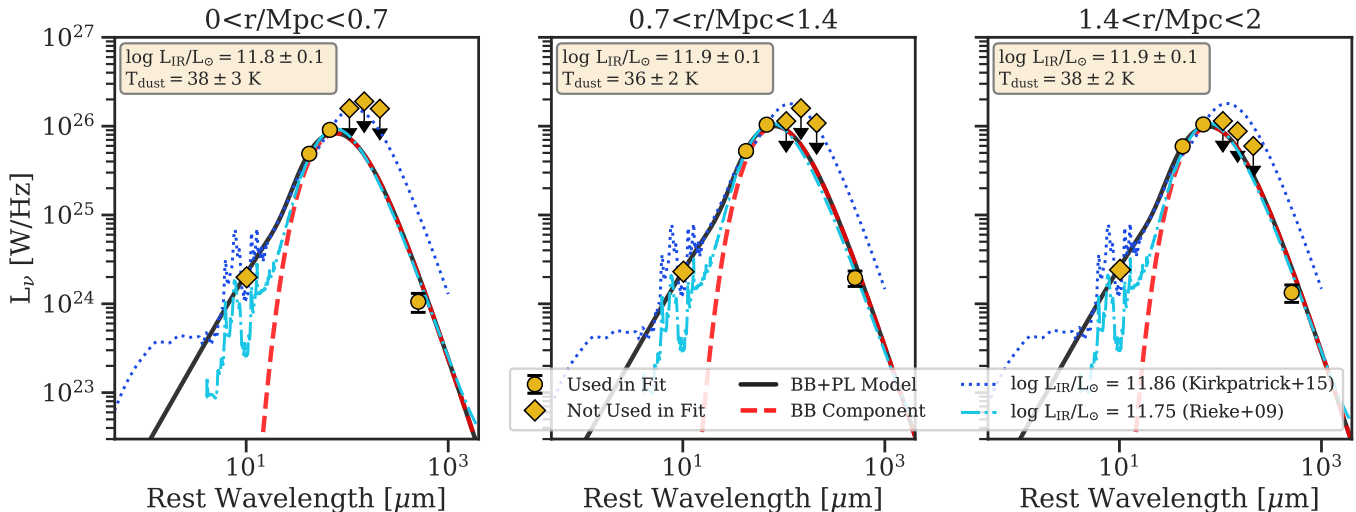 0<r/Mpc<0.7
0.7<r/Mpc<1.4
1.4<r/Mpc<2
log L_IR/L_⊙ = 11.8 ± 0.1
T_dust = 38 ± 3 K
log L_IR/L_⊙ = 11.9 ± 0.1
T_dust = 36 ± 2 K
log L_IR/L_⊙ = 11.9 ± 0.1
T_dust = 38 ± 2 K
10^27
10^26
10^25
10^24
10^23
L_ν [W/Hz]
Used in Fit
Not Used in Fit
BB+PL Model
BB Component
log L_IR/L_⊙ = 11.86 (Kirkpatrick+15)
log L_IR/L_⊙ = 11.75 (Rieke+09)
10^1 10^3
10^1 10^3
10^1 10^3
Rest Wavelength [μm]
Rest Wavelength [μm]
Rest Wavelength [μm]